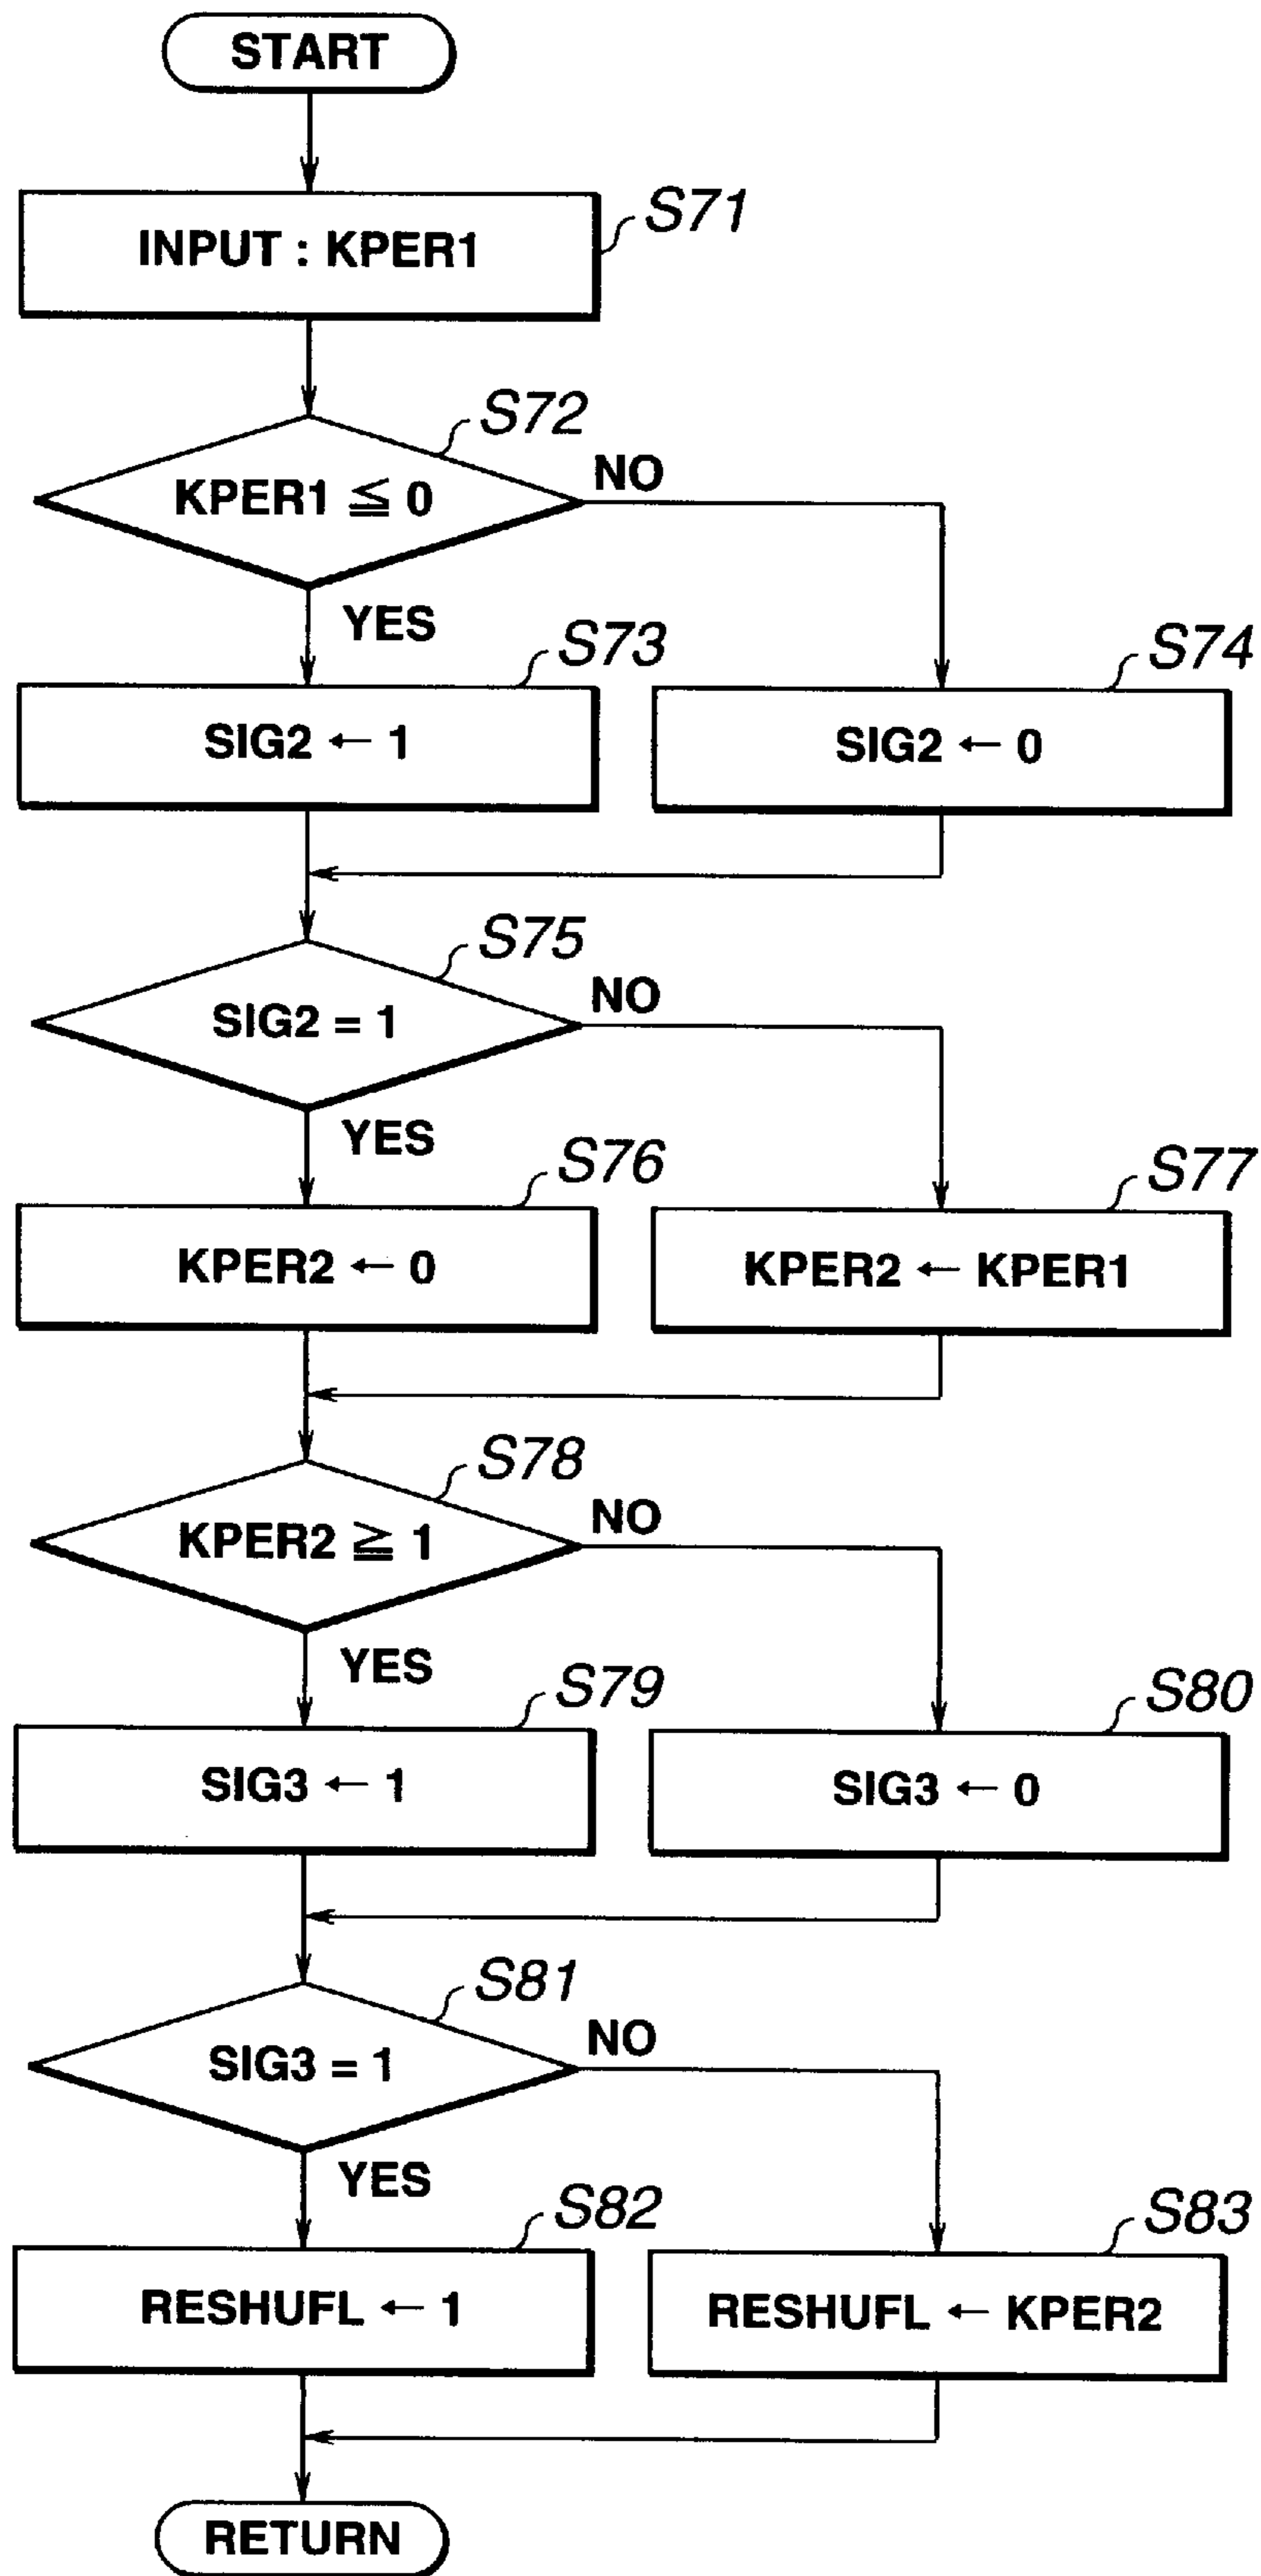 START
INPUT : KPER1
S71
S72
KPER1 ≦ 0
NO
YES
S73
SIG2 ← 1
S74
SIG2 ← 0
S75
SIG2 = 1
NO
YES
S76
KPER2 ← 0
S77
KPER2 ← KPER1
S78
KPER2 ≧ 1
NO
YES
S79
SIG3 ← 1
S80
SIG3 ← 0
S81
SIG3 = 1
NO
YES
S82
RESHUFL ← 1
S83
RESHUFL ← KPER2
RETURN